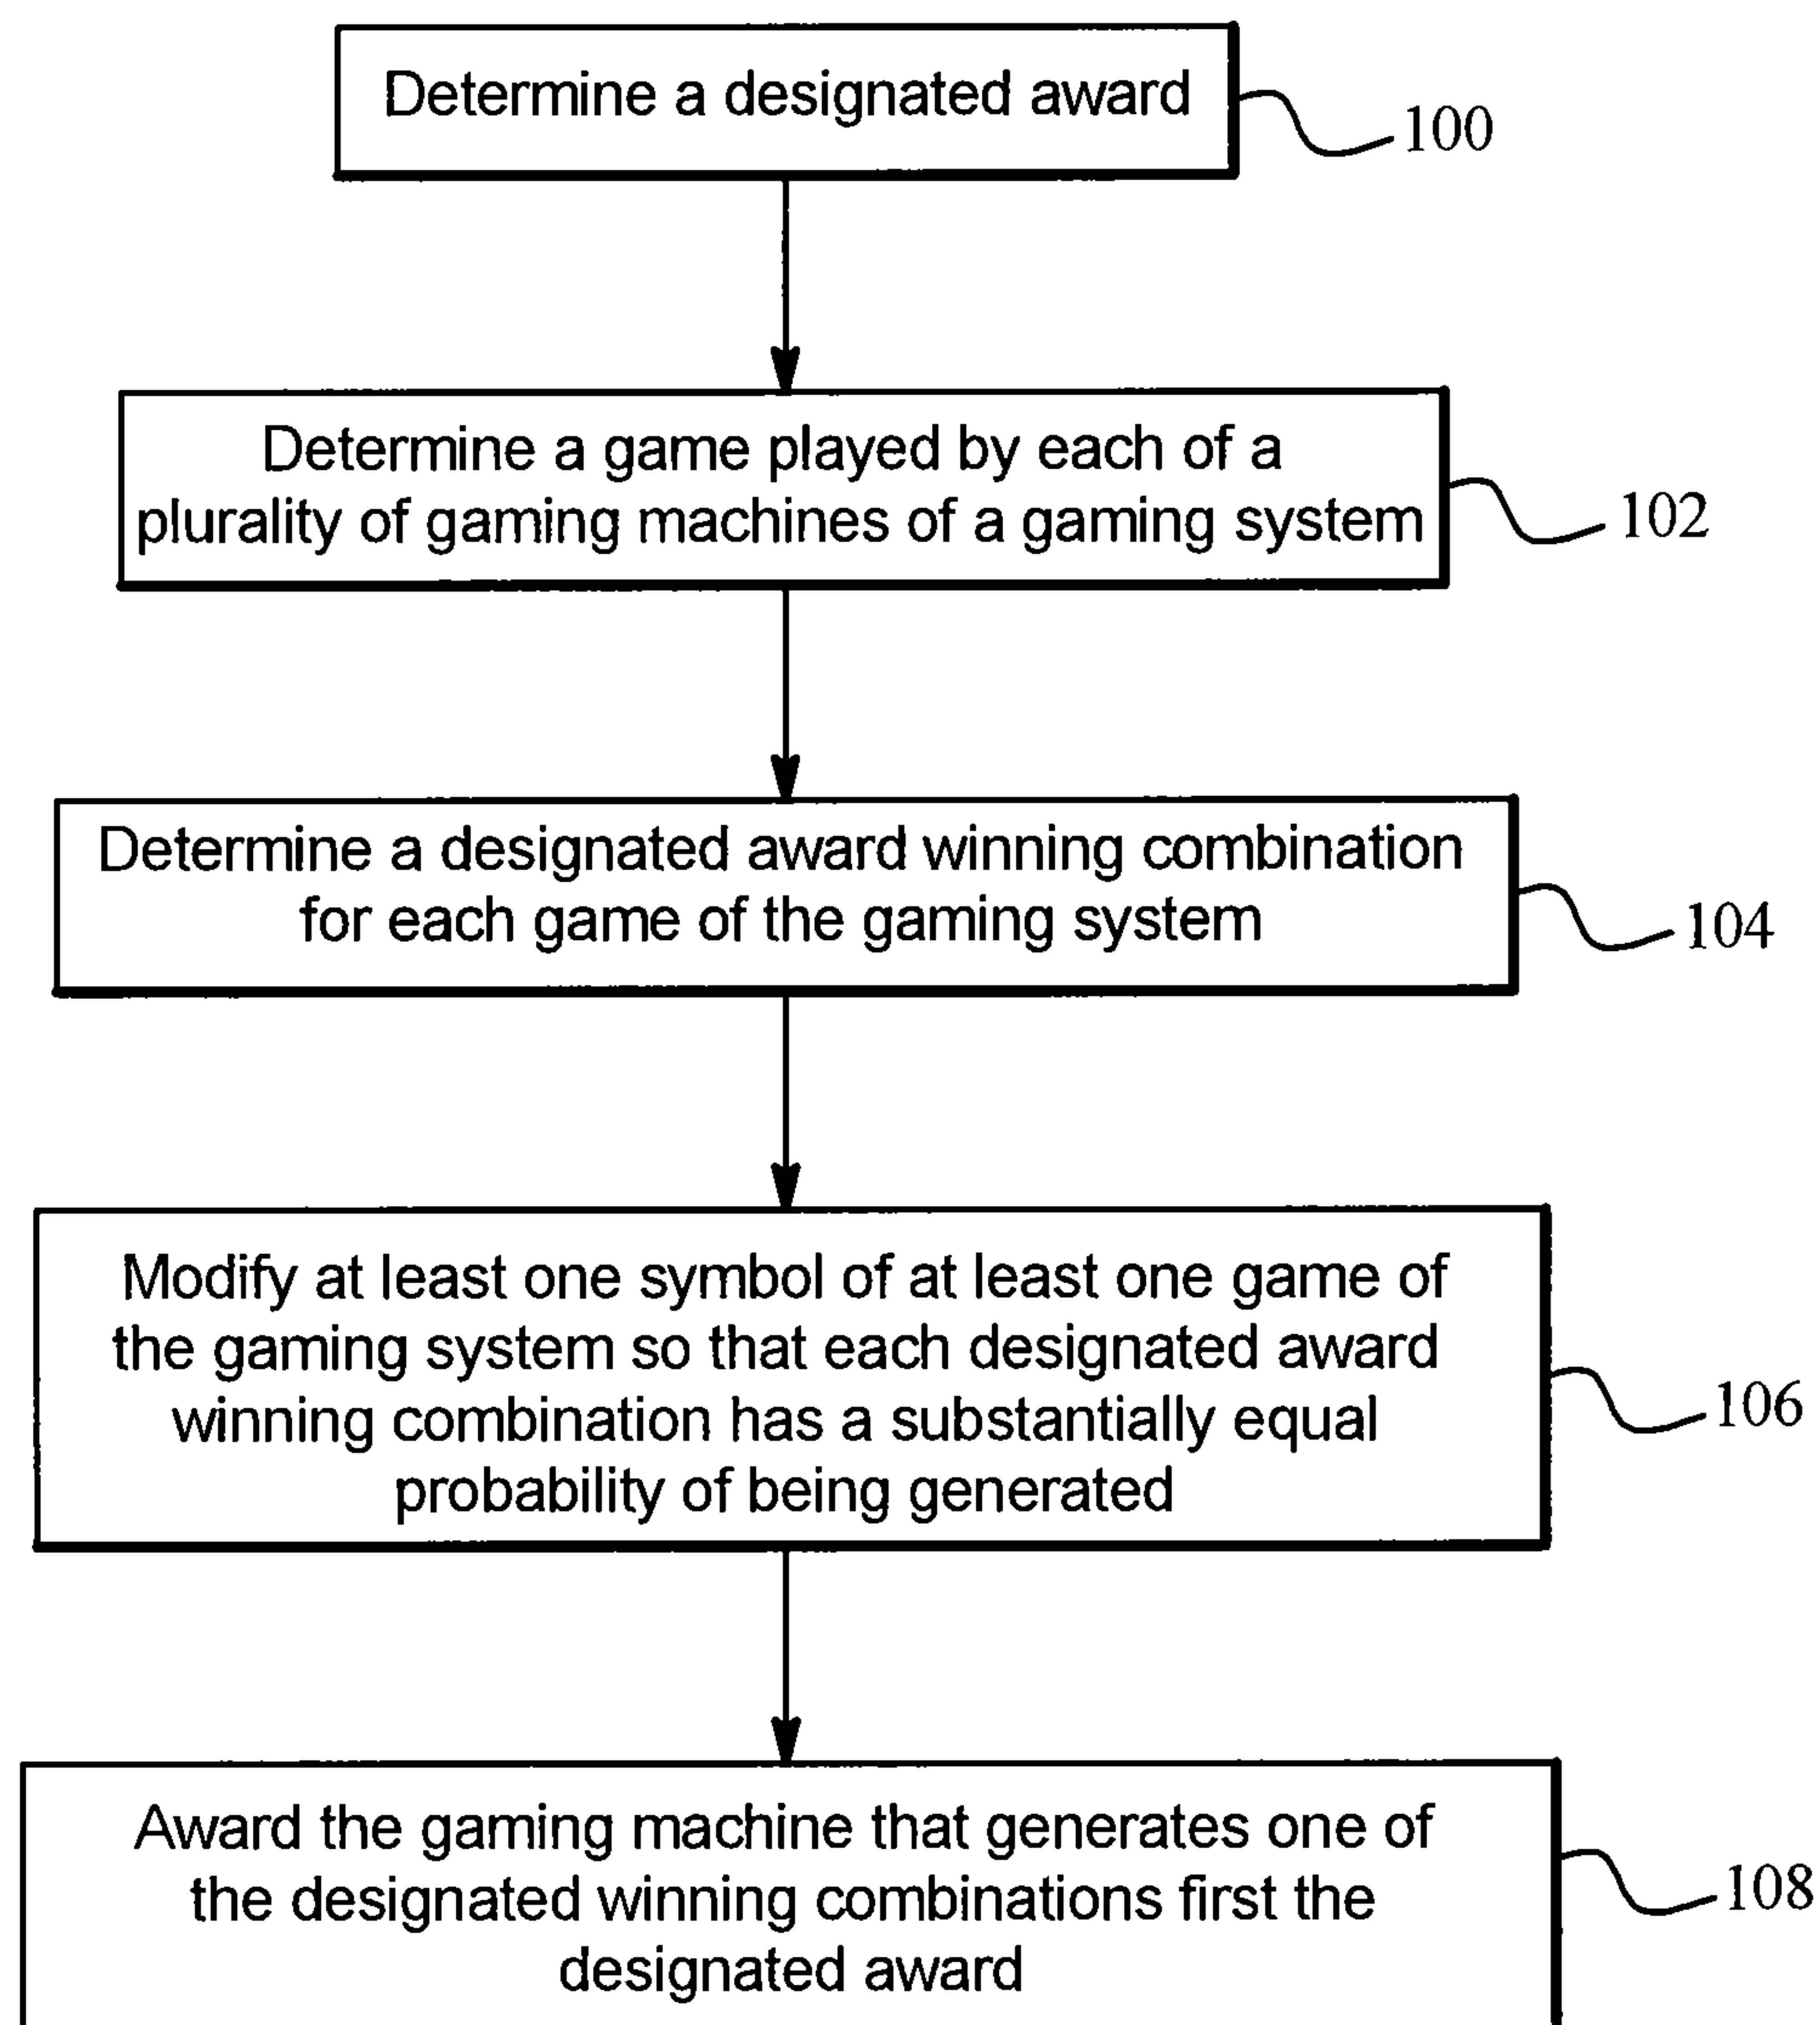 Determine a designated award
100
Determine a game played by each of a
plurality of gaming machines of a gaming system
102
Determine a designated award winning combination
for each game of the gaming system
104
Modify at least one symbol of at least one game of
the gaming system so that each designated award
winning combination has a substantially equal
probability of being generated
106
Award the gaming machine that generates one of
the designated winning combinations first the
designated award
108